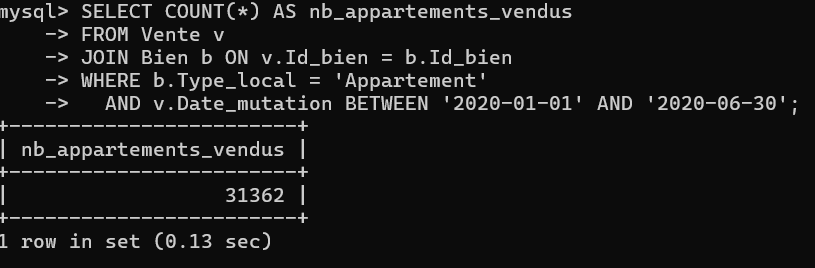 mysql> SELECT COUNT(*) AS nb_appartements_vendus
    -> FROM Vente v
    -> JOIN Bien b ON v.Id_bien = b.Id_bien
    -> WHERE b.Type_local = 'Appartement'
    ->   AND v.Date_mutation BETWEEN '2020-01-01' AND '2020-06-30';
+------------------------+
| nb_appartements_vendus |
+------------------------+
|                  31362 |
+------------------------+
1 row in set (0.13 sec)